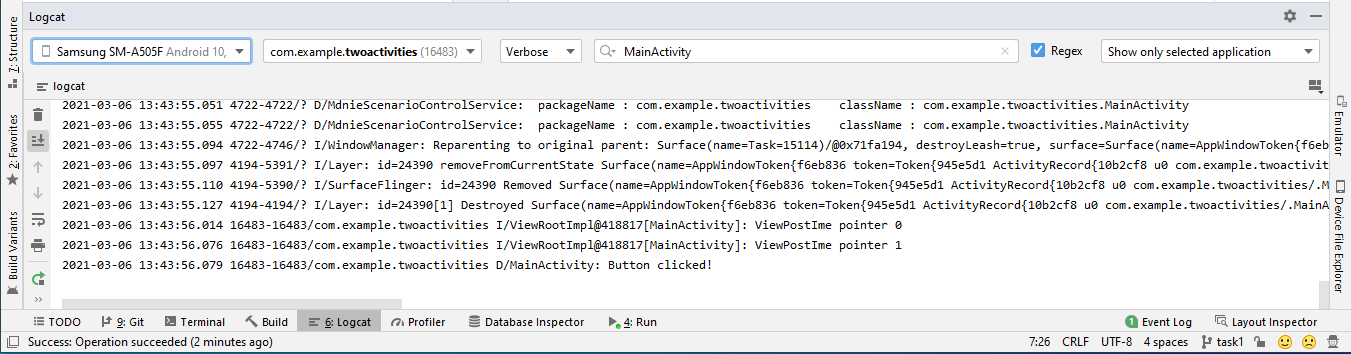 Logcat
Samsung SM-A505F Android 10, com.example.twoactivities (16483) Verbose MainActivity Regex Show only selected application
logcat
2021-03-06 13:43:55.051 4722-4722/? D/MdnieScenarioControlService:  packageName : com.example.twoactivities    className : com.example.twoactivities.MainActivity
2021-03-06 13:43:55.055 4722-4722/? D/MdnieScenarioControlService:  packageName : com.example.twoactivities    className : com.example.twoactivities.MainActivity
2021-03-06 13:43:55.094 4722-4746/? I/WindowManager: Reparenting to original parent: Surface(name=Task=15114)/@0x71fa194, destroyLeash=true, surface=Surface(name=AppWindowToken{f6eb
2021-03-06 13:43:55.097 4194-5391/? I/Layer: id=24390 removeFromCurrentState Surface(name=AppWindowToken{f6eb836 token=Token{945e5d1 ActivityRecord{10b2cf8 u0 com.example.twoactivit
2021-03-06 13:43:55.110 4194-5390/? I/SurfaceFlinger: id=24390 Removed Surface(name=AppWindowToken{f6eb836 token=Token{945e5d1 ActivityRecord{10b2cf8 u0 com.example.twoactivities/.M
2021-03-06 13:43:55.127 4194-4194/? I/Layer: id=24390[1] Destroyed Surface(name=AppWindowToken{f6eb836 token=Token{945e5d1 ActivityRecord{10b2cf8 u0 com.example.twoactivities/.MainA
2021-03-06 13:43:56.014 16483-16483/com.example.twoactivities I/ViewRootImpl@418817[MainActivity]: ViewPostIme pointer 0
2021-03-06 13:43:56.076 16483-16483/com.example.twoactivities I/ViewRootImpl@418817[MainActivity]: ViewPostIme pointer 1
2021-03-06 13:43:56.079 16483-16483/com.example.twoactivities D/MainActivity: Button clicked!
7: Structure
2: Favorites
Build Variants
Emulator
Device File Explorer
TODO 9: Git Terminal Build 6: Logcat Profiler Database Inspector 4: Run 1 Event Log Layout Inspector
Success: Operation succeeded (2 minutes ago) 7:26 CRLF UTF-8 4 spaces task1